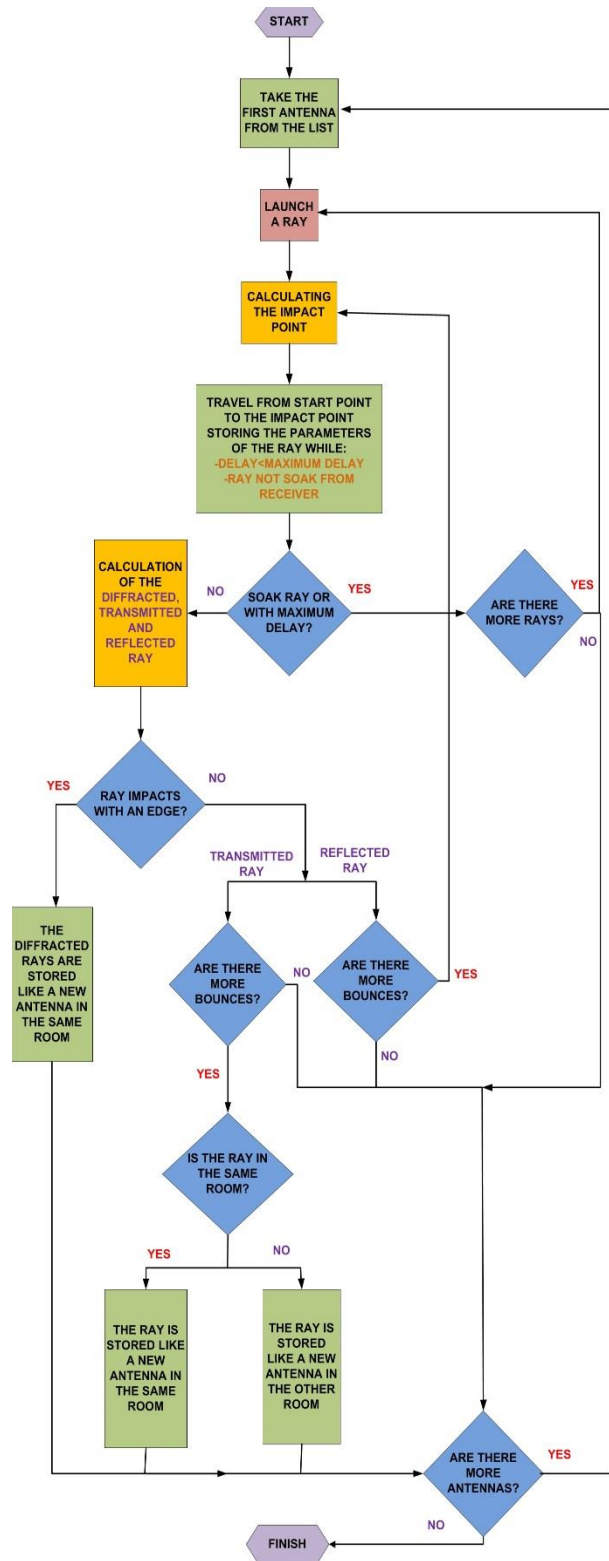 START
TAKE THE
FIRST ANTENNA
FROM THE LIST
LAUNCH
A RAY
CALCULATING
THE IMPACT
POINT
TRAVEL FROM START POINT
TO THE IMPACT POINT
STORING THE PARAMETERS
OF THE RAY WHILE:
-DELAY<MAXIMUM DELAY
-RAY NOT SOAK FROM
RECEIVER
CALCULATION
OF THE
DIFFRACTED,
TRANSMITTED
AND
REFLECTED
RAY
NO
SOAK RAY OR
WITH MAXIMUM
DELAY?
YES
ARE THERE
MORE RAYS?
YES
NO
YES
RAY IMPACTS
WITH AN EDGE?
NO
TRANSMITTED
RAY
REFLECTED
RAY
THE
DIFFRACTED
RAYS ARE
STORED
LIKE A NEW
ANTENNA IN
THE SAME
ROOM
ARE THERE
MORE
BOUNCES?
NO
ARE THERE
MORE
BOUNCES?
YES
NO
YES
IS THE RAY IN
THE SAME
ROOM?
YES
NO
THE RAY IS
STORED LIKE
A NEW
ANTENNA IN
THE SAME
ROOM
THE RAY IS
STORED
LIKE A NEW
ANTENNA IN
THE OTHER
ROOM
ARE THERE
MORE
ANTENNAS?
YES
NO
FINISH